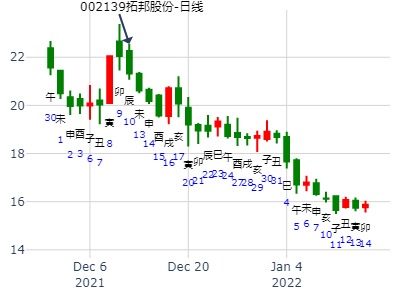 002139拓邦股份-日线
22
20
18
16
14
午 未 申 酉 子 丑 寅 卯 辰 未 申 酉 戌 亥 寅 卯 辰 巳 午 酉 戌 亥 子 丑 巳 午 未 申 亥 子 丑 寅 卯
30 1 2 3 6 7 8 9 10 13 14 15 16 17 20 21 22 23 24 27 28 29 30 31 4 5 6 7 10 11 12 13 14
Dec 6 Dec 20 Jan 4
2021 2022